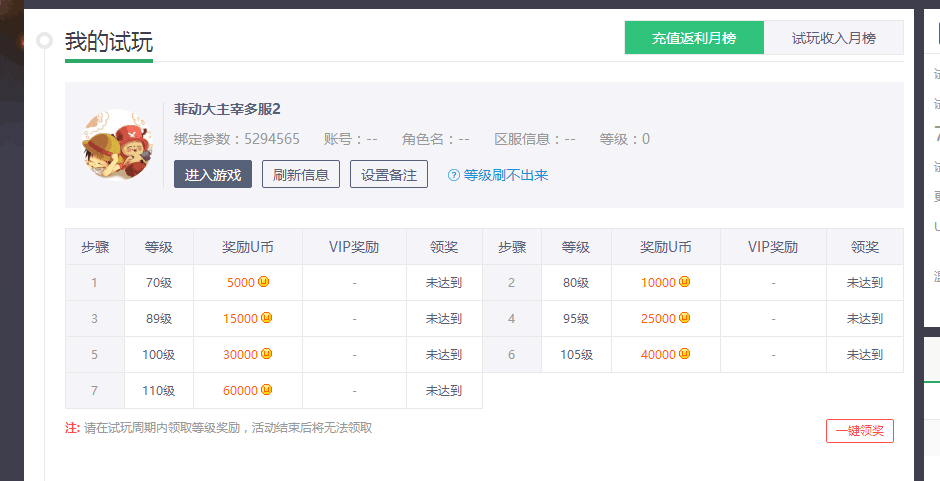 我的试玩
充值返利月榜
试玩收入月榜
菲动大主宰多服2
绑定参数：5294565 账号：-- 角色名：-- 区服信息：-- 等级：0
进入游戏 刷新信息 设置备注 ? 等级刷不出来
步骤 等级 奖励U币 VIP奖励 领奖 步骤 等级 奖励U币 VIP奖励 领奖
1 70级 5000 - 未达到 2 80级 10000 - 未达到
3 89级 15000 - 未达到 4 95级 25000 - 未达到
5 100级 30000 - 未达到 6 105级 40000 - 未达到
7 110级 60000 - 未达到
注: 请在试玩周期内领取等级奖励，活动结束后将无法领取
一键领奖